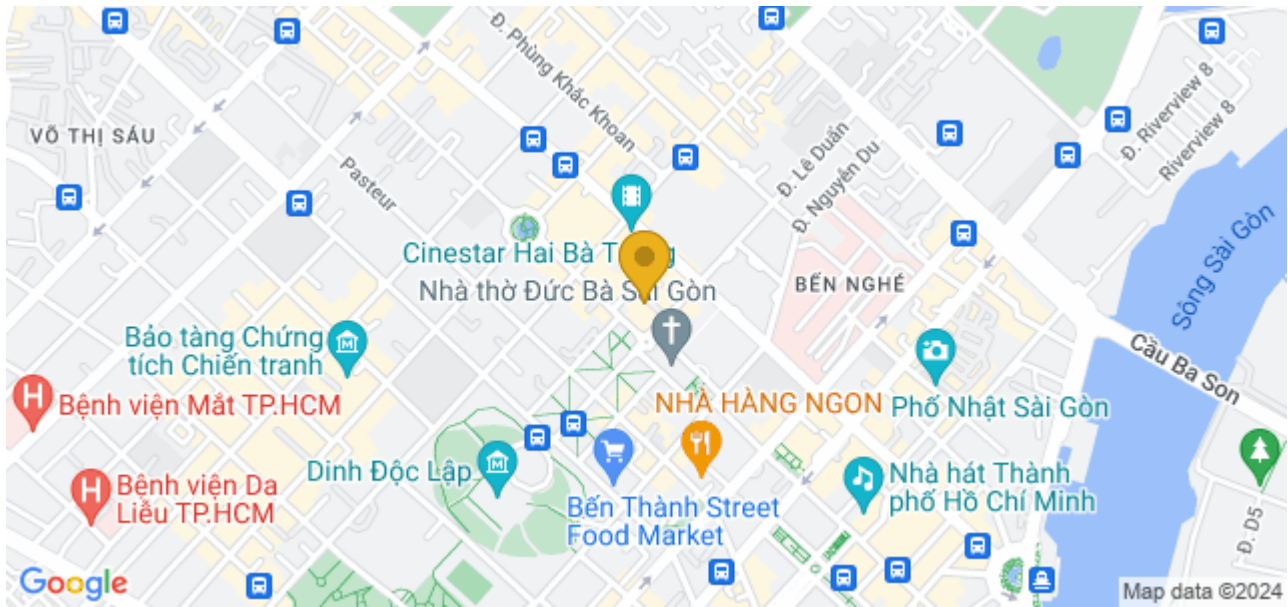 Đ. Phùng Khắc Khoan
VÕ THỊ SÁU
Pasteur
Đ. Lê Duẩn
Đ. Nguyễn Du
Đ. Riverview 8
Riverview 8
Sông Sài Gòn
Cinestar Hai Bà Trưng
Nhà thờ Đức Bà Sài Gòn
BẾN NGHÉ
Bảo tàng Chứng
tích Chiến tranh
Cầu Ba Son
H
Bệnh viện Mắt TP.HCM
NHÀ HÀNG NGON
Phố Nhật Sài Gòn
Dinh Độc Lập
M
M
H
Bệnh viện Da
Liễu TP.HCM
Bến Thành Street
Food Market
Nhà hát Thành
phố Hồ Chí Minh
Đ. D5
Google
Map data ©2024